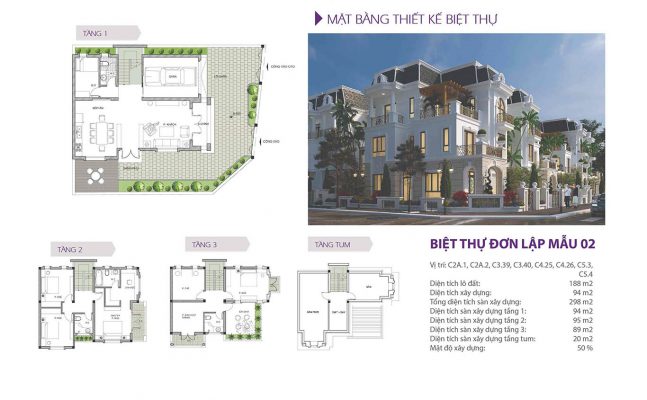 MẶT BẰNG THIẾT KẾ BIỆT THỰ
TẦNG 1
TẦNG 2
TẦNG 3
TẦNG TUM
BIỆT THỰ ĐƠN LẬP MẪU 02
Vị trí: C2A.1, C2A.2, C3.39, C3.40, C4.25, C4.26, C5.3,
C5.4
Diện tích lô đất: 188 m2
Diện tích xây dựng: 94 m2
Tổng diện tích sàn xây dựng: 298 m2
Diện tích sàn xây dựng tầng 1: 94 m2
Diện tích sàn xây dựng tầng 2: 95 m2
Diện tích sàn xây dựng tầng 3: 89 m2
Diện tích sàn xây dựng tầng tum: 20 m2
Mật độ xây dựng: 50 %